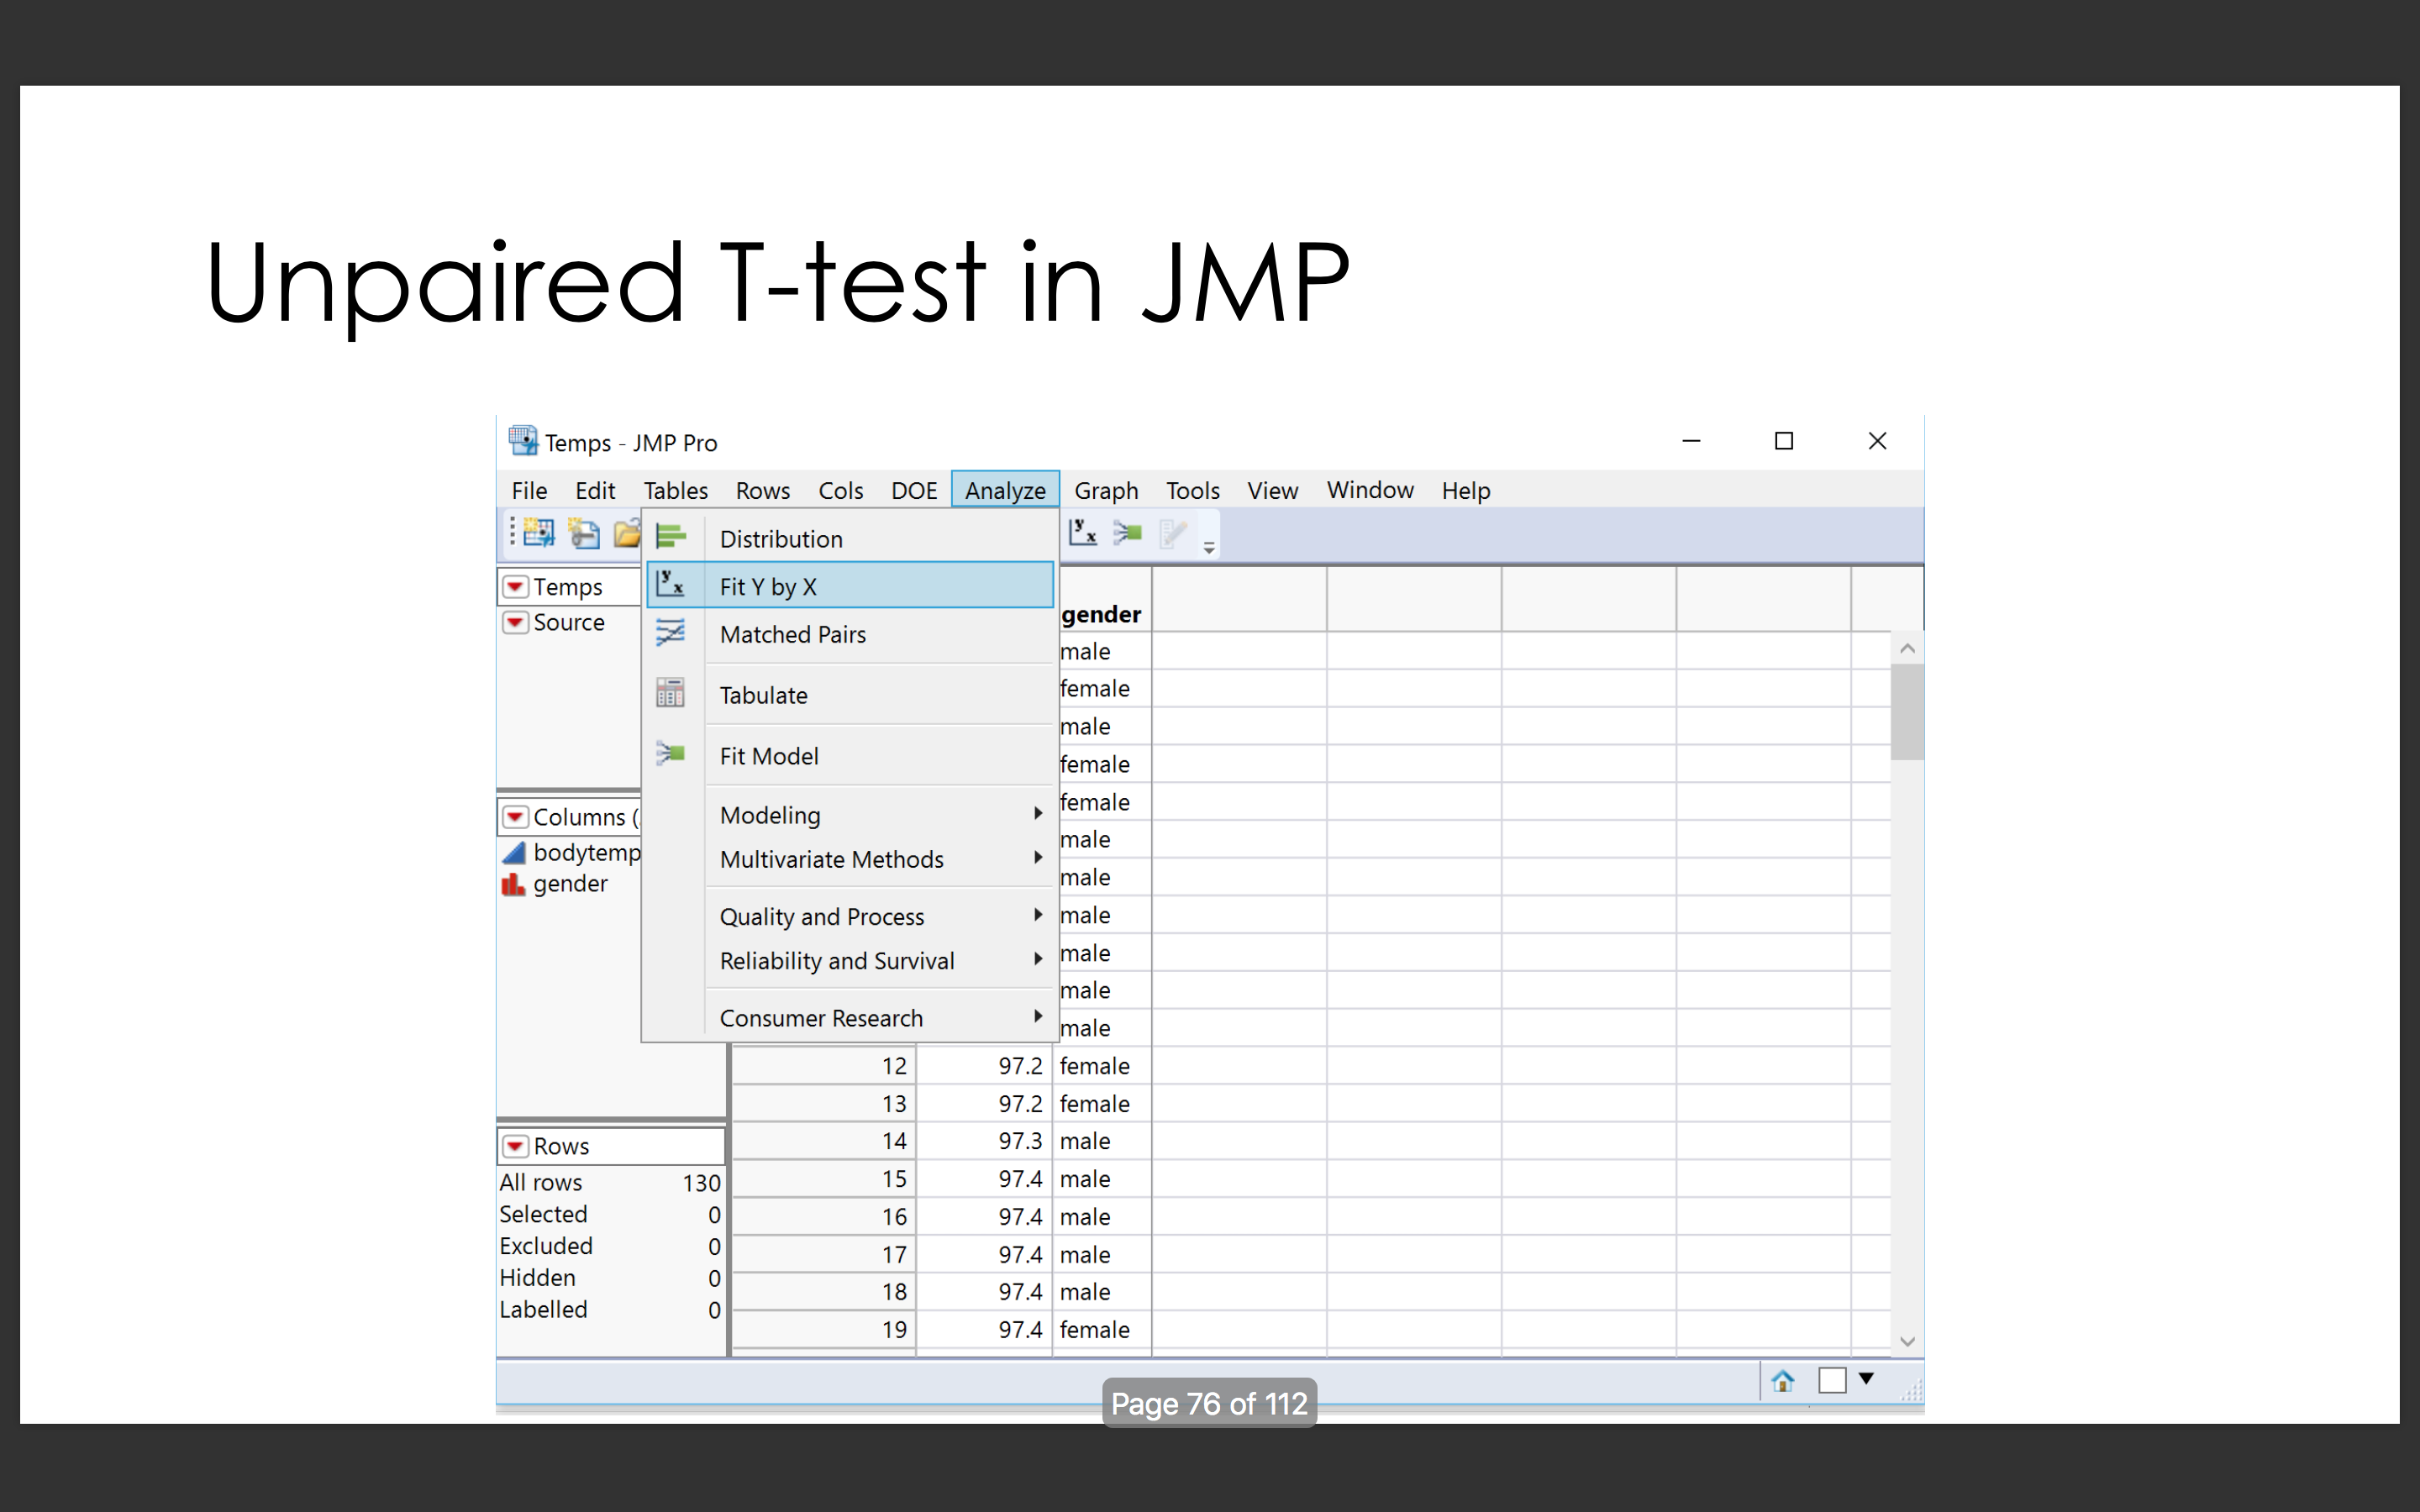 Unpaired T-test in JMP
Temps - JMP Pro
File Edit Tables Rows Cols DOE Analyze Graph Tools View Window Help
Distribution
Fit Y by X
Matched Pairs
Tabulate
Fit Model
Modeling
Multivariate Methods
Quality and Process
Reliability and Survival
Consumer Research
Temps
Source
Columns (
bodytemp
gender
Rows
All rows 130
Selected 0
Excluded 0
Hidden 0
Labelled 0
gender
male
female
male
female
female
male
male
male
male
male
male
12 97.2 female
13 97.2 female
14 97.3 male
15 97.4 male
16 97.4 male
17 97.4 male
18 97.4 male
19 97.4 female
Page 76 of 112